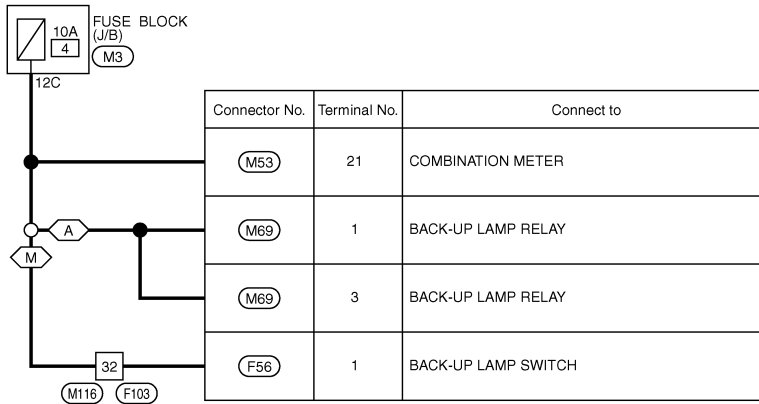 FUSE BLOCK
(J/B)
10A
4
M3
12C
Connector No. Terminal No. Connect to
M53 21 COMBINATION METER
A M69 1 BACK-UP LAMP RELAY
M
M69 3 BACK-UP LAMP RELAY
32 F56 1 BACK-UP LAMP SWITCH
M116 F103